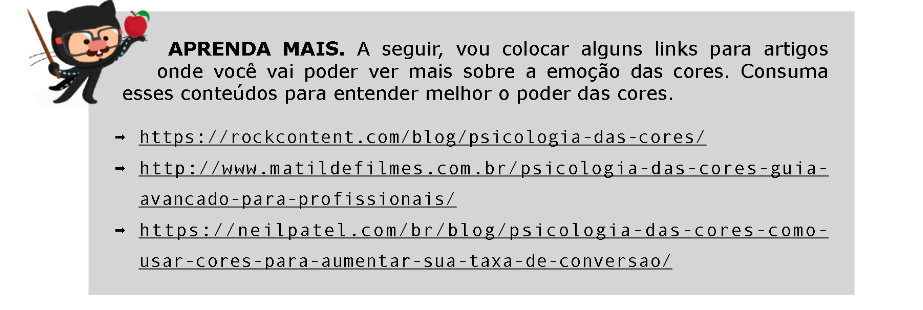 APRENDA MAIS. A seguir, vou colocar alguns links para artigos
onde você vai poder ver mais sobre a emoção das cores. Consuma
esses conteúdos para entender melhor o poder das cores.
➞ https://rockcontent.com/blog/psicologia-das-cores/
➞ http://www.matildefilmes.com.br/psicologia-das-cores-guia-
avancado-para-profissionais/
➞ https://neilpatel.com/br/blog/psicologia-das-cores-como-
usar-cores-para-aumentar-sua-taxa-de-conversao/